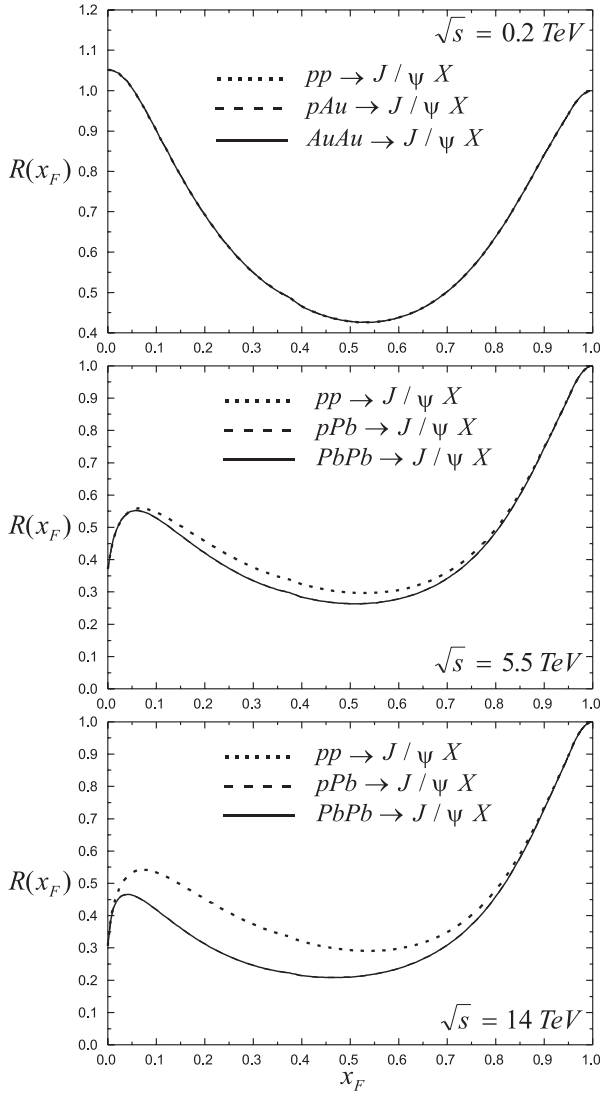 √s = 0.2 TeV
pp → J / ψ X
pAu → J / ψ X
AuAu → J / ψ X
R(x_F)
1.2
1.1
1.0
0.9
0.8
0.7
0.6
0.5
0.4
0.0 0.1 0.2 0.3 0.4 0.5 0.6 0.7 0.8 0.9 1.0
pp → J / ψ X
pPb → J / ψ X
PbPb → J / ψ X
R(x_F)
1.0
0.9
0.8
0.7
0.6
0.5
0.4
0.3
0.2
0.1
0.0
√s = 5.5 TeV
0.0 0.1 0.2 0.3 0.4 0.5 0.6 0.7 0.8 0.9 1.0
pp → J / ψ X
pPb → J / ψ X
PbPb → J / ψ X
R(x_F)
1.0
0.9
0.8
0.7
0.6
0.5
0.4
0.3
0.2
0.1
0.0
√s = 14 TeV
0.0 0.1 0.2 0.3 0.4 0.5 0.6 0.7 0.8 0.9 1.0
x_F